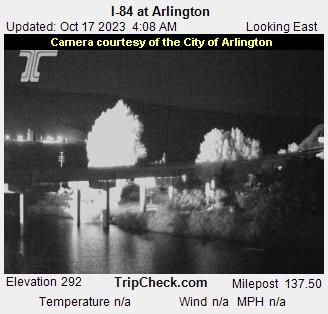 I-84 at Arlington
Updated: Oct 17 2023 4:08 AM Looking East
Camera courtesy of the City of Arlington
Elevation 292 TripCheck.com Milepost 137.50
Temperature n/a Wind n/a MPH n/a